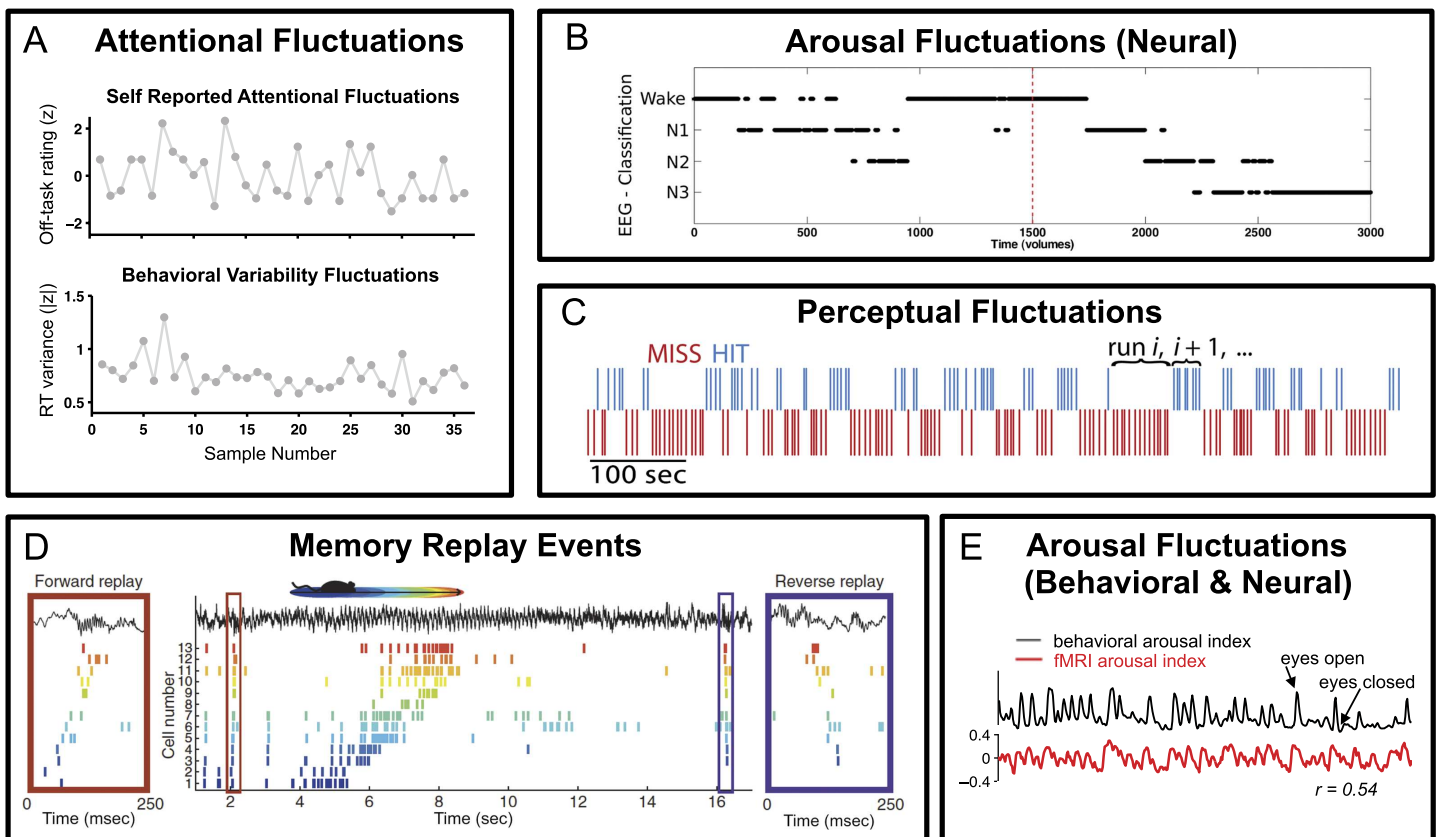 A
Attentional Fluctuations
Self Reported Attentional Fluctuations
Off-task rating (z)
2
0
−2
Behavioral Variability Fluctuations
RT variance (|z|)
1.5
1
0.5
0 5 10 15 20 25 30 35
Sample Number
B
Arousal Fluctuations (Neural)
EEG - Classification
Wake
N1
N2
N3
0 500 1000 1500 2000 2500 3000
Time (volumes)
C
Perceptual Fluctuations
MISS HIT
run i, i + 1, ...
100 sec
D
Memory Replay Events
Forward replay
0 250
Time (msec)
Cell number
13
12
11
10
9
8
7
6
5
4
3
2
1
2 4 6 8 10 12 14 16
Time (sec)
Reverse replay
0 250
Time (msec)
E
Arousal Fluctuations
(Behavioral & Neural)
behavioral arousal index
fMRI arousal index
eyes open
eyes closed
0.4
0
−0.4
r = 0.54